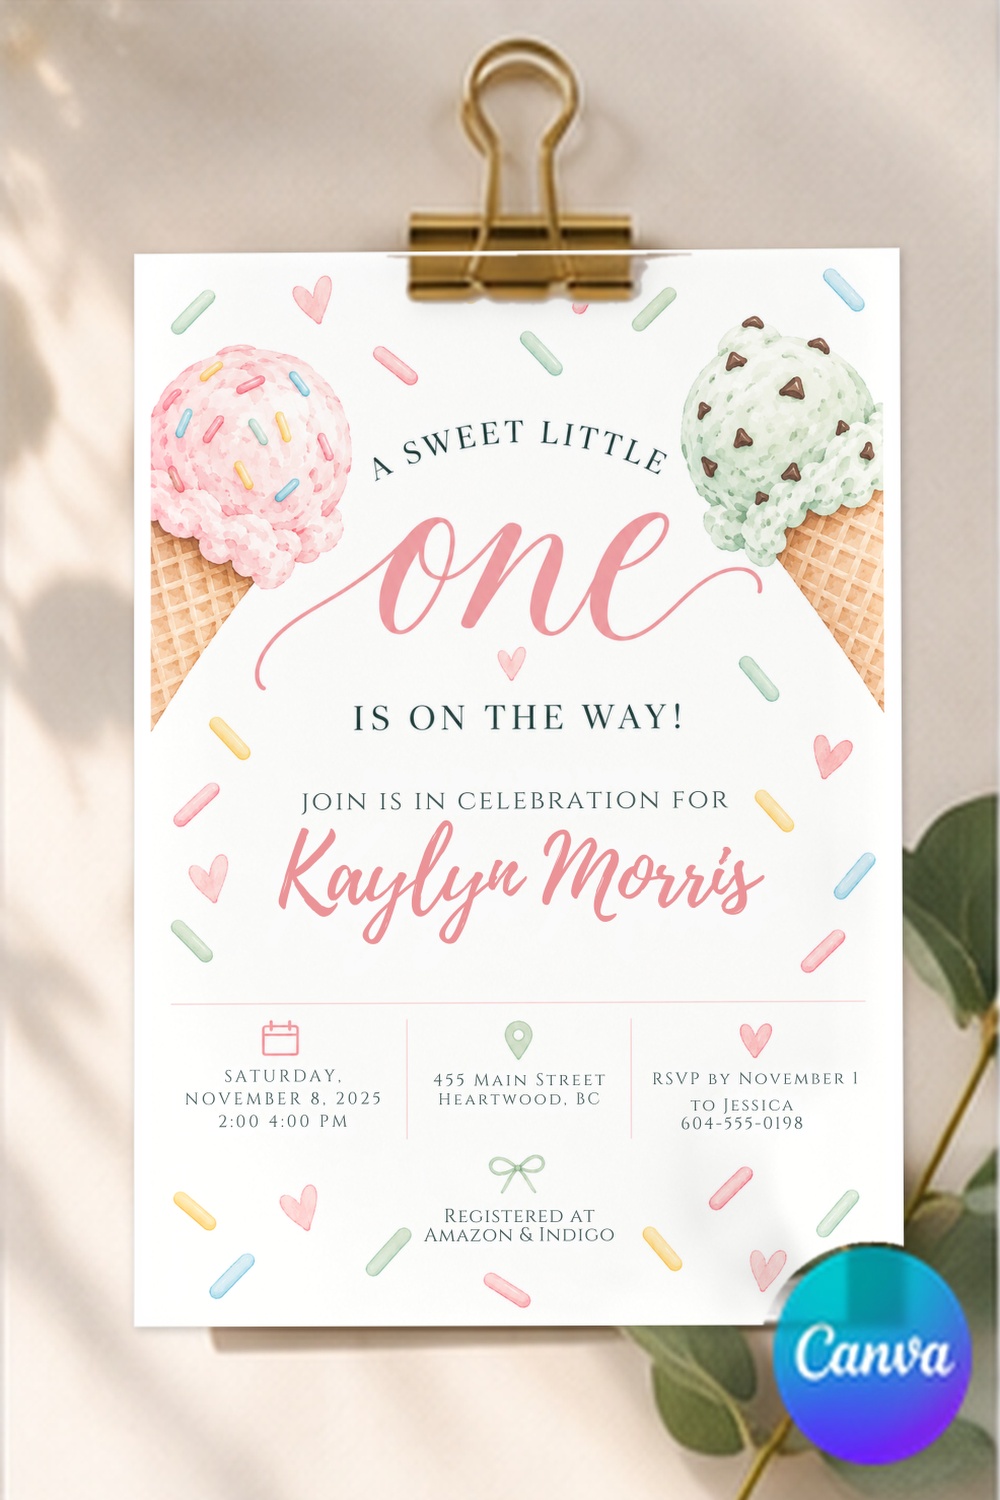 A SWEET LITTLE
one
IS ON THE WAY!
JOIN IS IN CELEBRATION FOR
Kaylyn Morris
SATURDAY,
NOVEMBER 8, 2025
2:00 4:00 PM
455 MAIN STREET
HEARTWOOD, BC
RSVP BY NOVEMBER 1
TO JESSICA
604-555-0198
REGISTERED AT
AMAZON & INDIGO
Canva